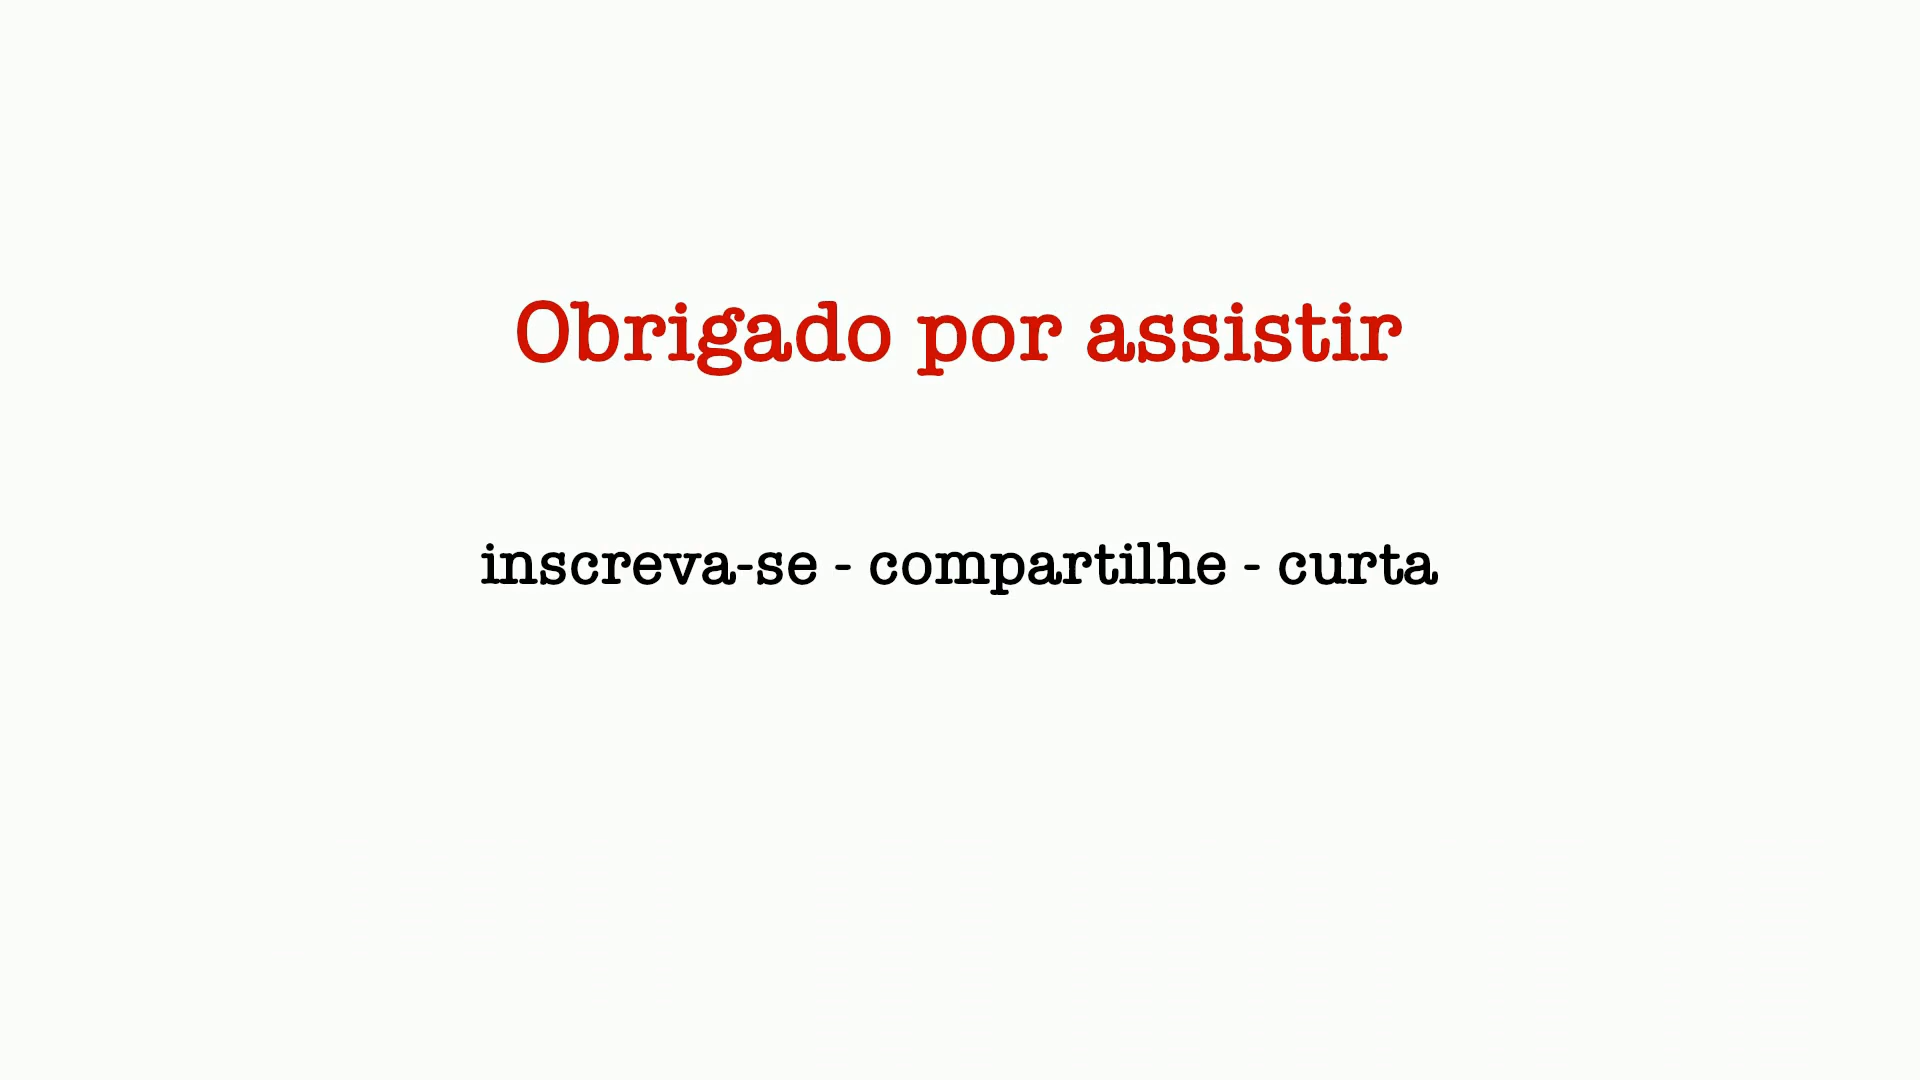 Obrigado por assistir
inscreva-se - compartilhe - curta